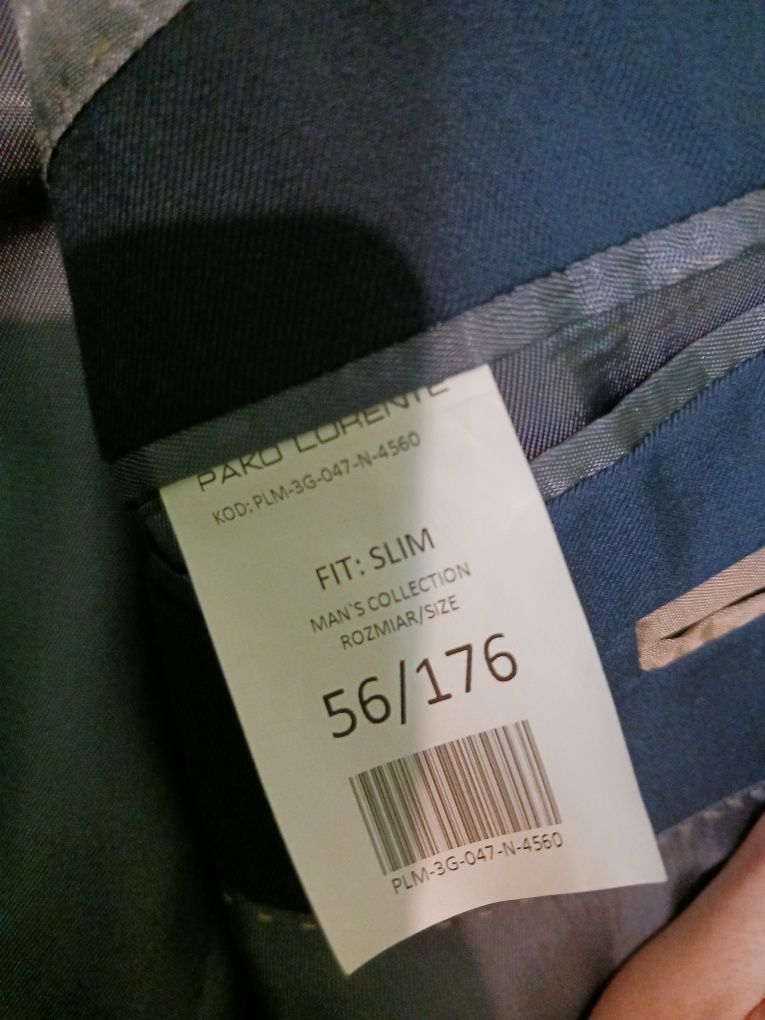 PAKO LORENTE
KOD: PLM-3G-047-N-4560
FIT: SLIM
MAN`S COLLECTION
ROZMIAR/SIZE
56/176
PLM-3G-047-N-4560